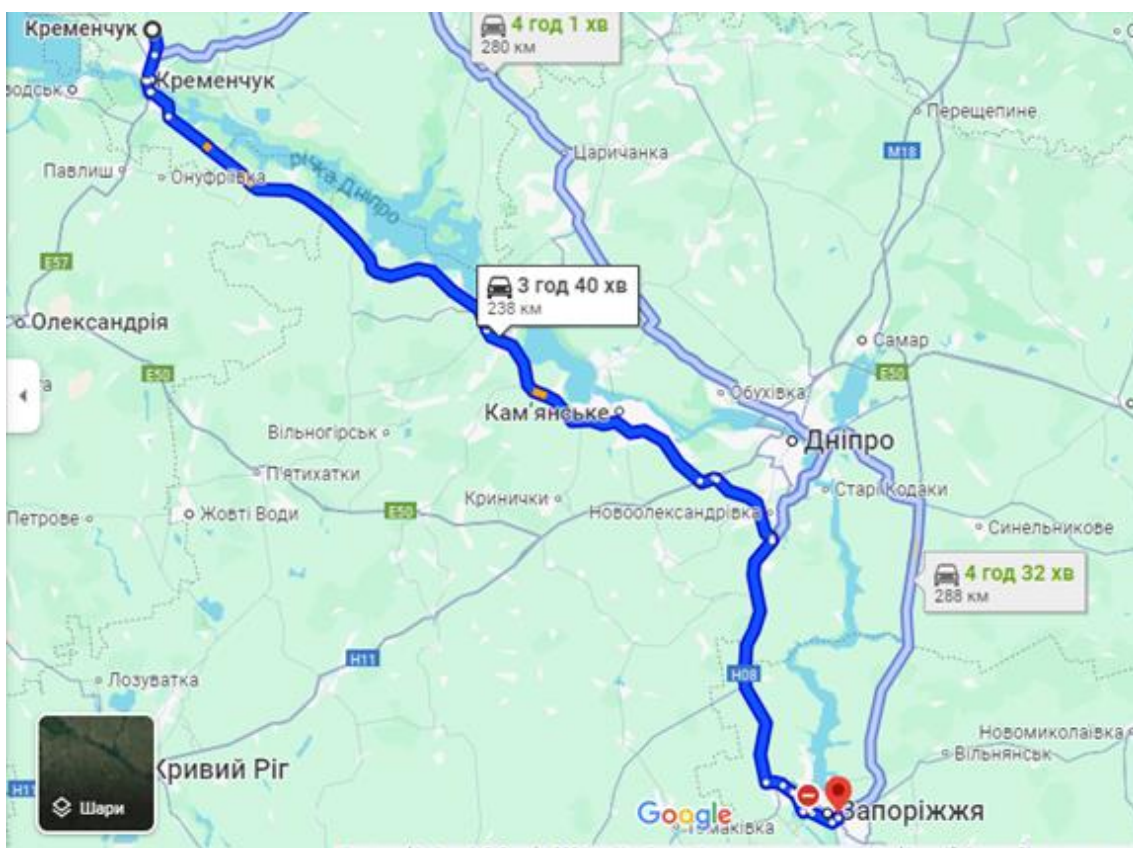 Кременчук
4 год 1 хв
280 км
Кременчук
Перещепине
Царичанка
M18
Павлиш
Онуфріївка
річка Дніпро
E57
3 год 40 хв
238 км
Олександрія
Самар
E50
E50
Обухівка
Кам'янське
Вільногірськ
Дніпро
П'ятихатки
Старі Кодаки
Кринички
E50
Новоолександрівка
Петрове
Жовті Води
Синельникове
4 год 32 хв
288 км
H11
H08
Лозуватка
Новомиколаївка
Вільнянськ
Кривий Ріг
H11
Шари
Google
Запоріжжя